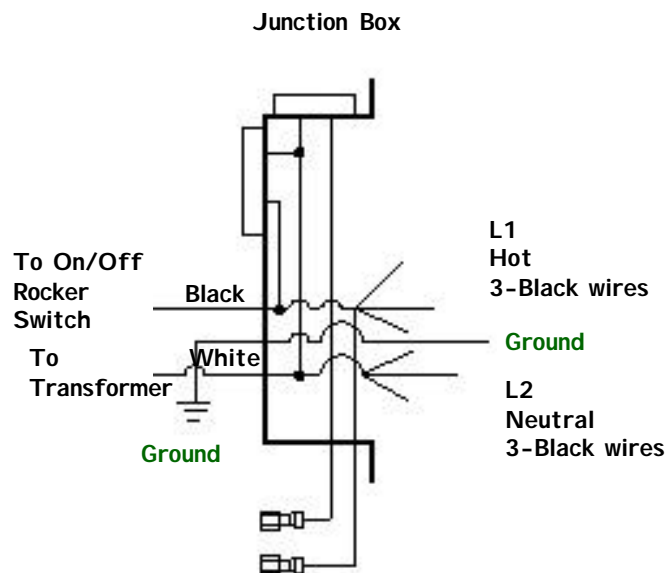 Junction Box
To On/Off
Rocker
Switch
Black
L1
Hot
3-Black wires
Ground
To
Transformer
White
L2
Neutral
3-Black wires
Ground